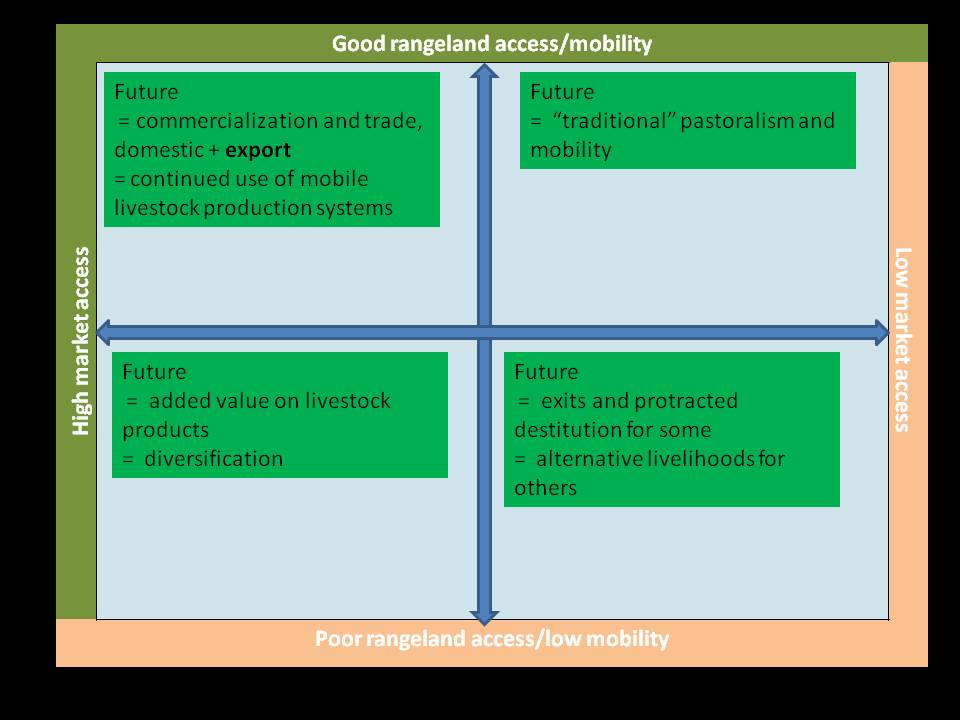 Good rangeland access/mobility
Future
= commercialization and trade,
domestic + export
= continued use of mobile
livestock production systems
Future
= “traditional” pastoralism and
mobility
High market access
Low market access
Future
= added value on livestock
products
= diversification
Future
= exits and protracted
destitution for some
= alternative livelihoods for
others
Poor rangeland access/low mobility